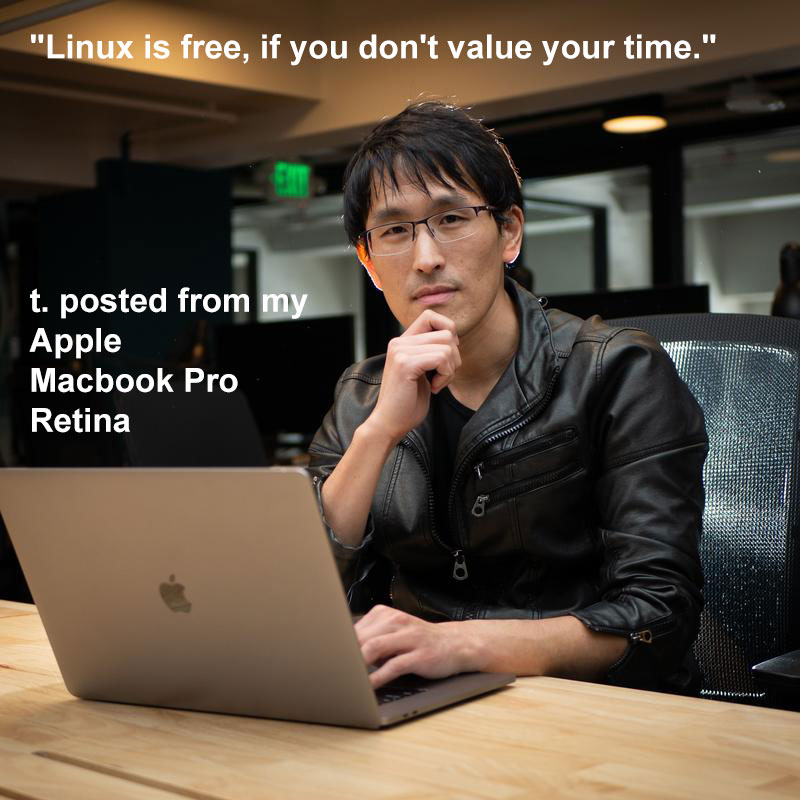 "Linux is free, if you don't value your time."
EXIT
t. posted from my
Apple
Macbook Pro
Retina